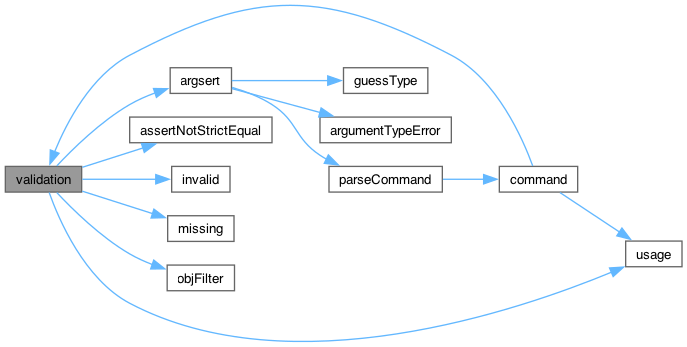 validation
argsert
assertNotStrictEqual
invalid
missing
objFilter
guessType
argumentTypeError
parseCommand
command
usage